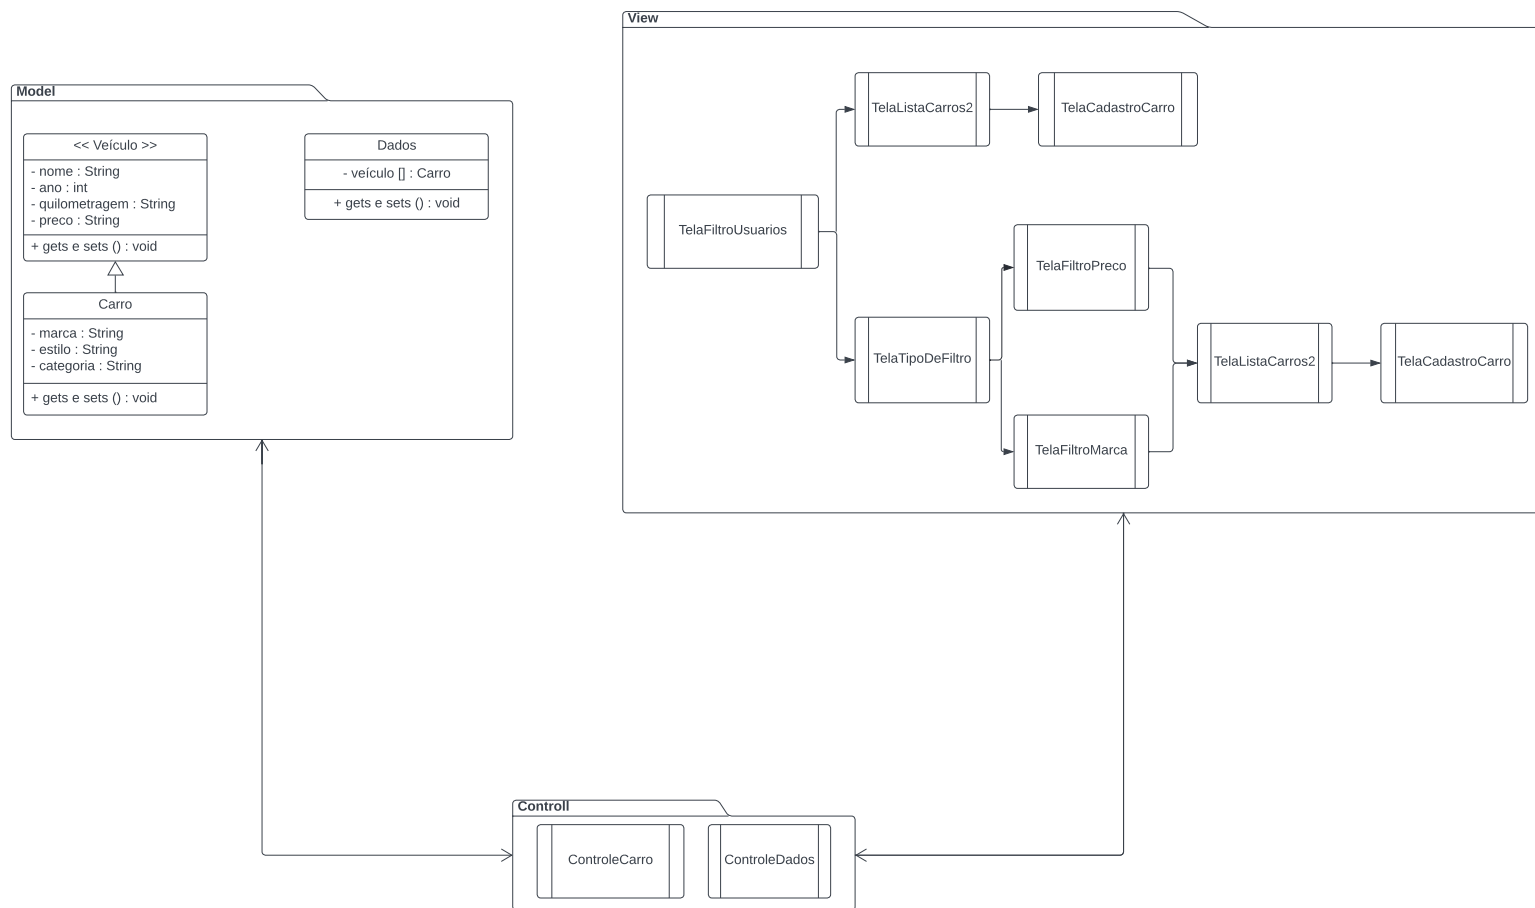 View
Model
TelaListaCarros2
TelaCadastroCarro
<< Veículo >>
- nome : String
- ano : int
- quilometragem : String
- preco : String
+ gets e sets () : void
Dados
- veículo [] : Carro
+ gets e sets () : void
Carro
- marca : String
- estilo : String
- categoria : String
+ gets e sets () : void
TelaFiltroUsuarios
TelaFiltroPreco
TelaTipoDeFiltro
TelaListaCarros2
TelaCadastroCarro
TelaFiltroMarca
Controll
ControleCarro
ControleDados